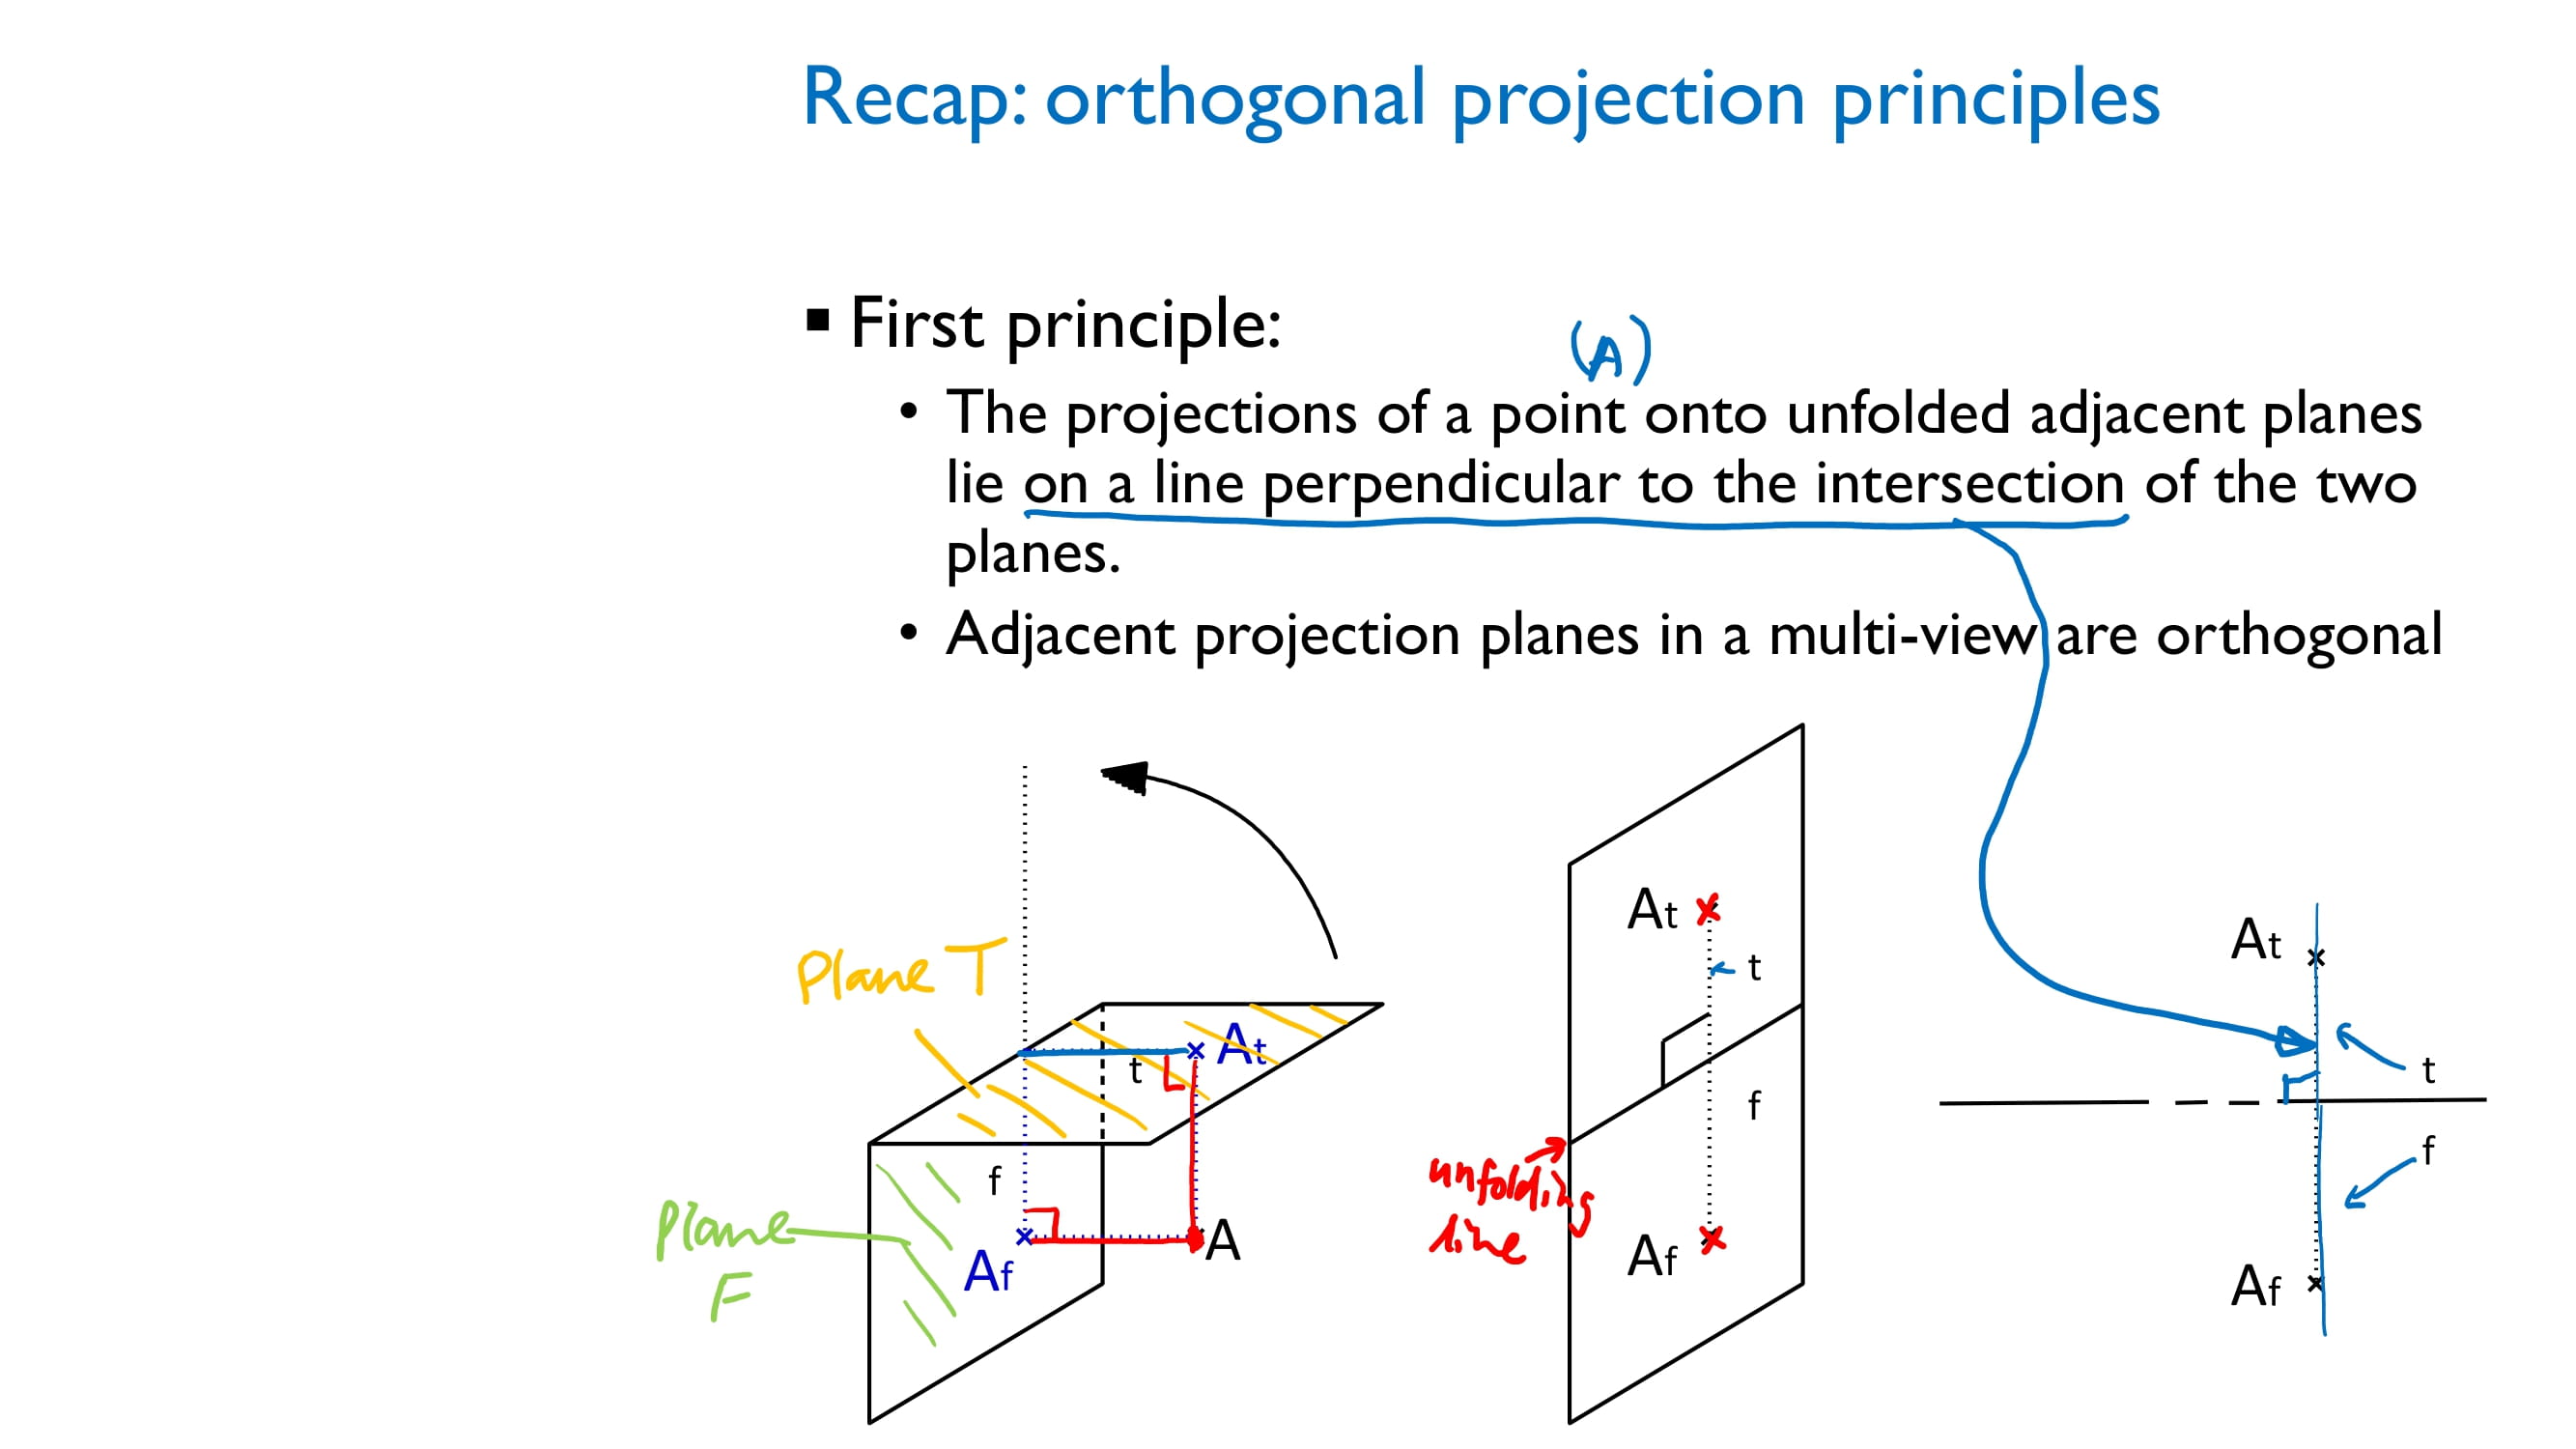 Recap: orthogonal projection principles
▪ First principle:
(A)
• The projections of a point onto unfolded adjacent planes
lie on a line perpendicular to the intersection of the two
planes.
• Adjacent projection planes in a multi-view are orthogonal
Plane T
At
t
f
Af
A
Plane
F
At
t
f
unfolding
line
Af
At
t
f
Af